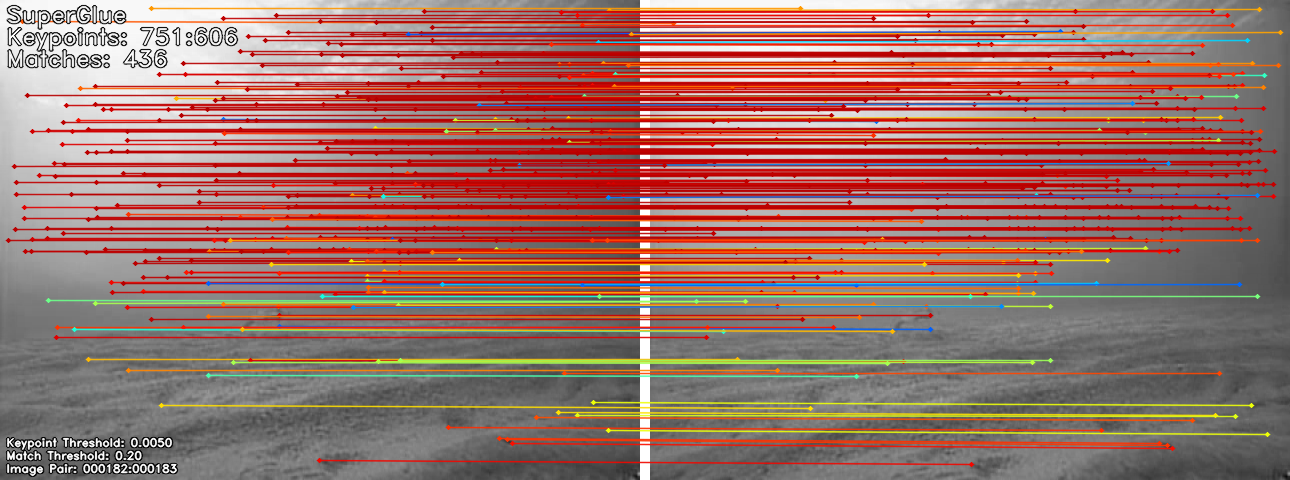 SuperGlue
Keypoints: 751:606
Matches: 436
Keypoint Threshold: 0.0050
Match Threshold: 0.20
Image Pair: 000182:000183